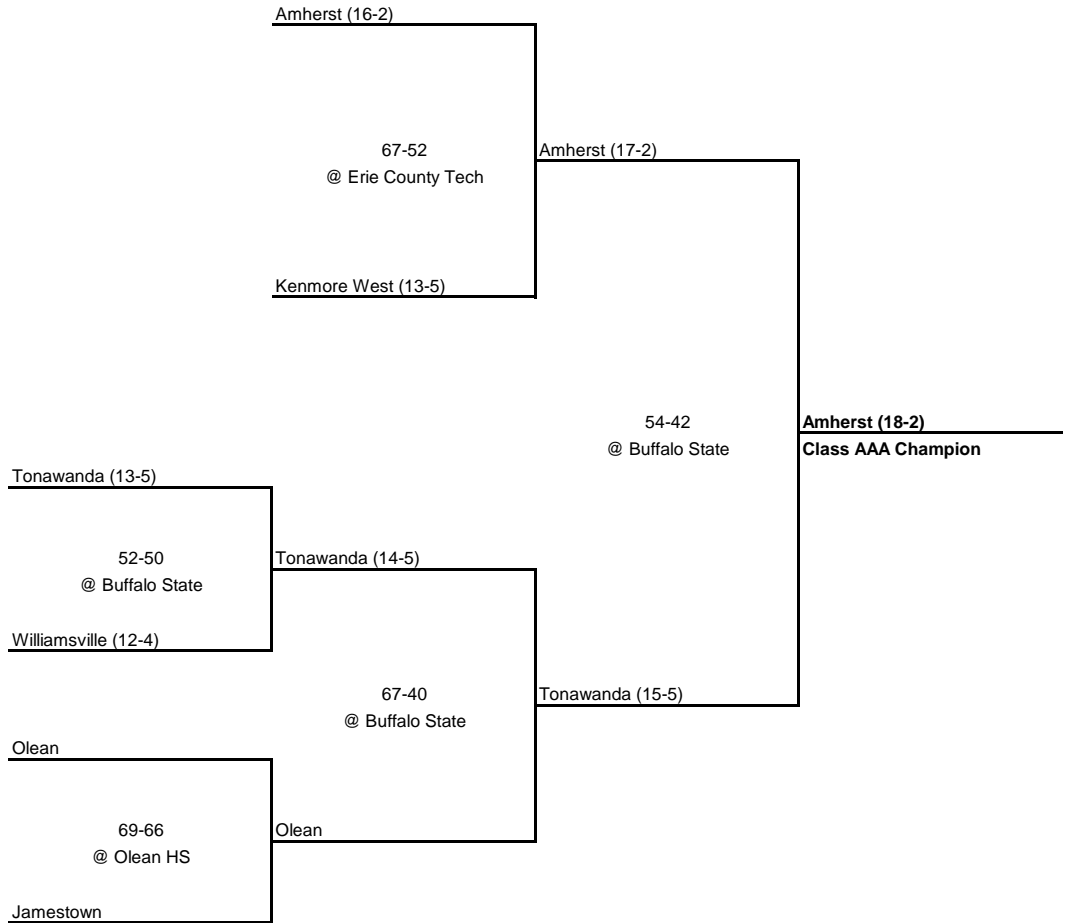 Amherst (16-2)
67-52
@ Erie County Tech
Amherst (17-2)
Kenmore West (13-5)
54-42
@ Buffalo State
Amherst (18-2)
Class AAA Champion
Tonawanda (13-5)
52-50
@ Buffalo State
Tonawanda (14-5)
Williamsville (12-4)
67-40
@ Buffalo State
Tonawanda (15-5)
Olean
69-66
@ Olean HS
Olean
Jamestown